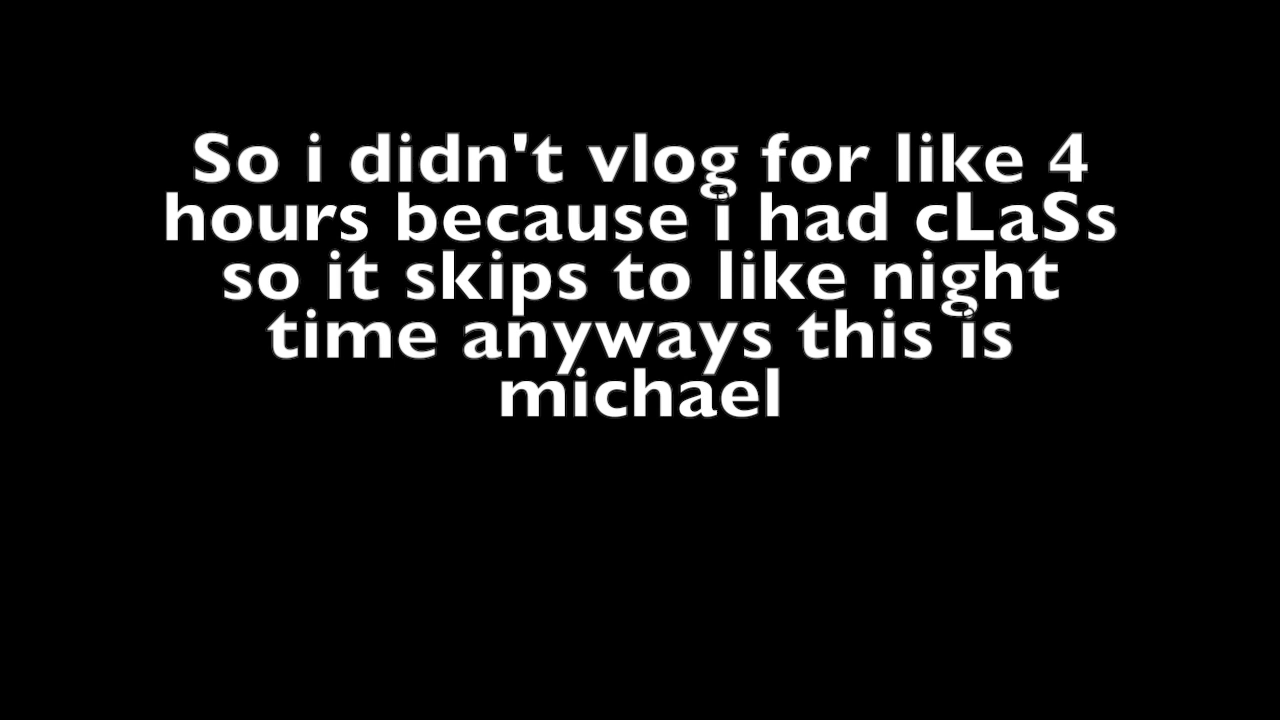 So i didn't vlog for like 4
hours because i had cLaSs
so it skips to like night
time anyways this is
michael